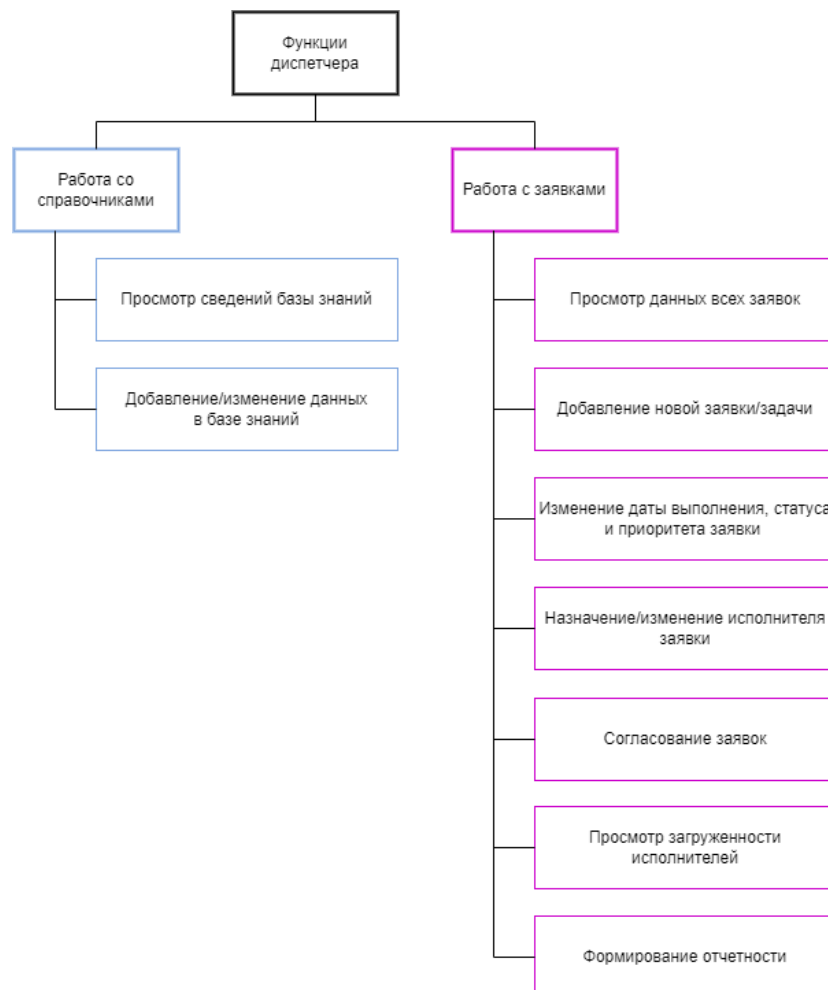 Функции
диспетчера
Работа со
справочниками
Просмотр сведений базы знаний
Добавление/изменение данных
в базе знаний
Работа с заявками
Просмотр данных всех заявок
Добавление новой заявки/задачи
Изменение даты выполнения, статуса
и приоритета заявки
Назначение/изменение исполнителя
заявки
Согласование заявок
Просмотр загруженности
исполнителей
Формирование отчетности